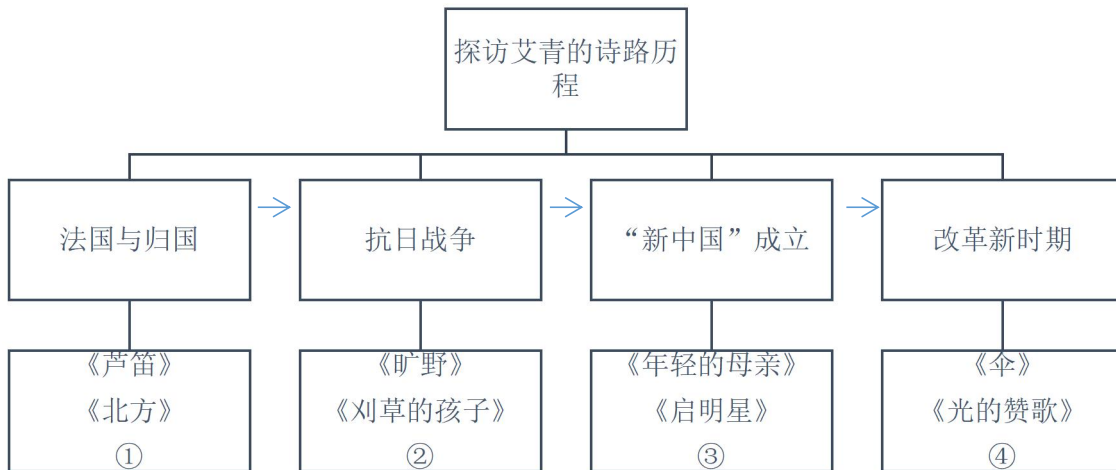 探访艾青的诗路历
程
法国与归国
抗日战争
“新中国”成立
改革新时期
《芦笛》
《北方》
①
《旷野》
《刈草的孩子》
②
《年轻的母亲》
《启明星》
③
《伞》
《光的赞歌》
④